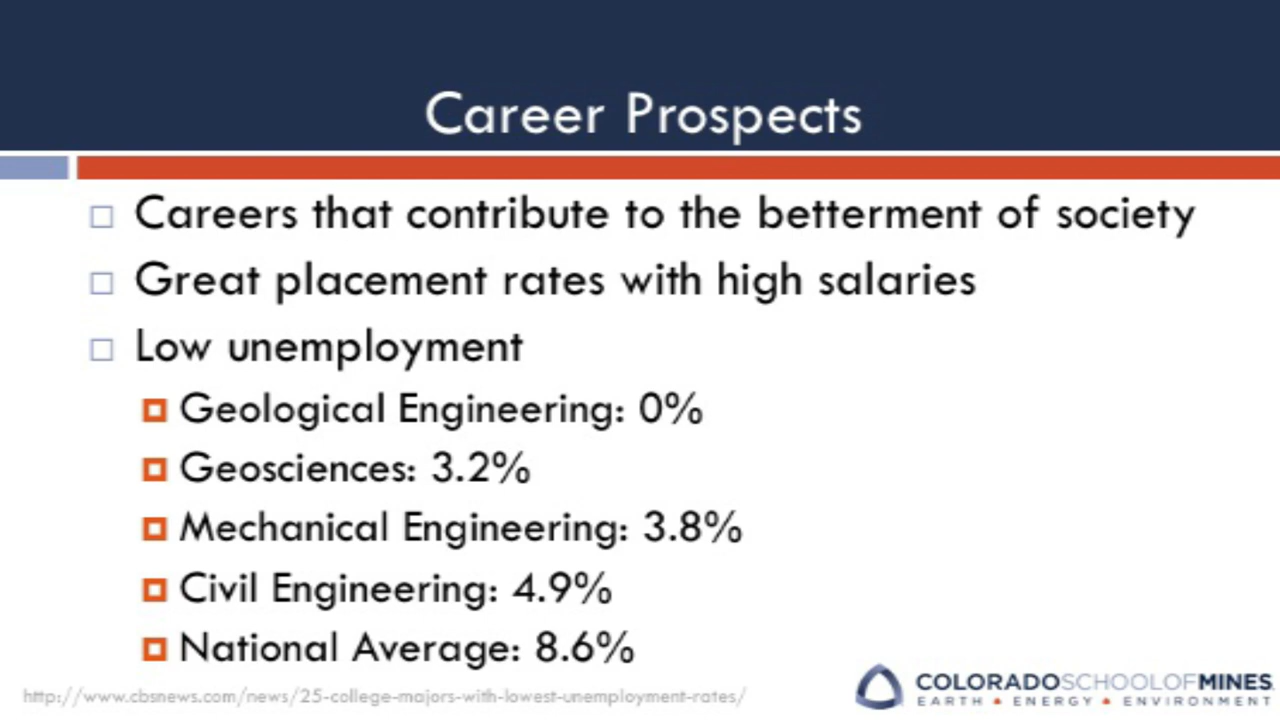 Career Prospects
Careers that contribute to the betterment of society
Great placement rates with high salaries
Low unemployment
Geological Engineering: 0%
Geosciences: 3.2%
Mechanical Engineering: 3.8%
Civil Engineering: 4.9%
National Average: 8.6%
http://www.cbsnews.com/news/25-college-majors-with-lowest-unemployment-rates/
COLORADOSCHOOLOFMINES
EARTH • ENERGY • ENVIRONMENT